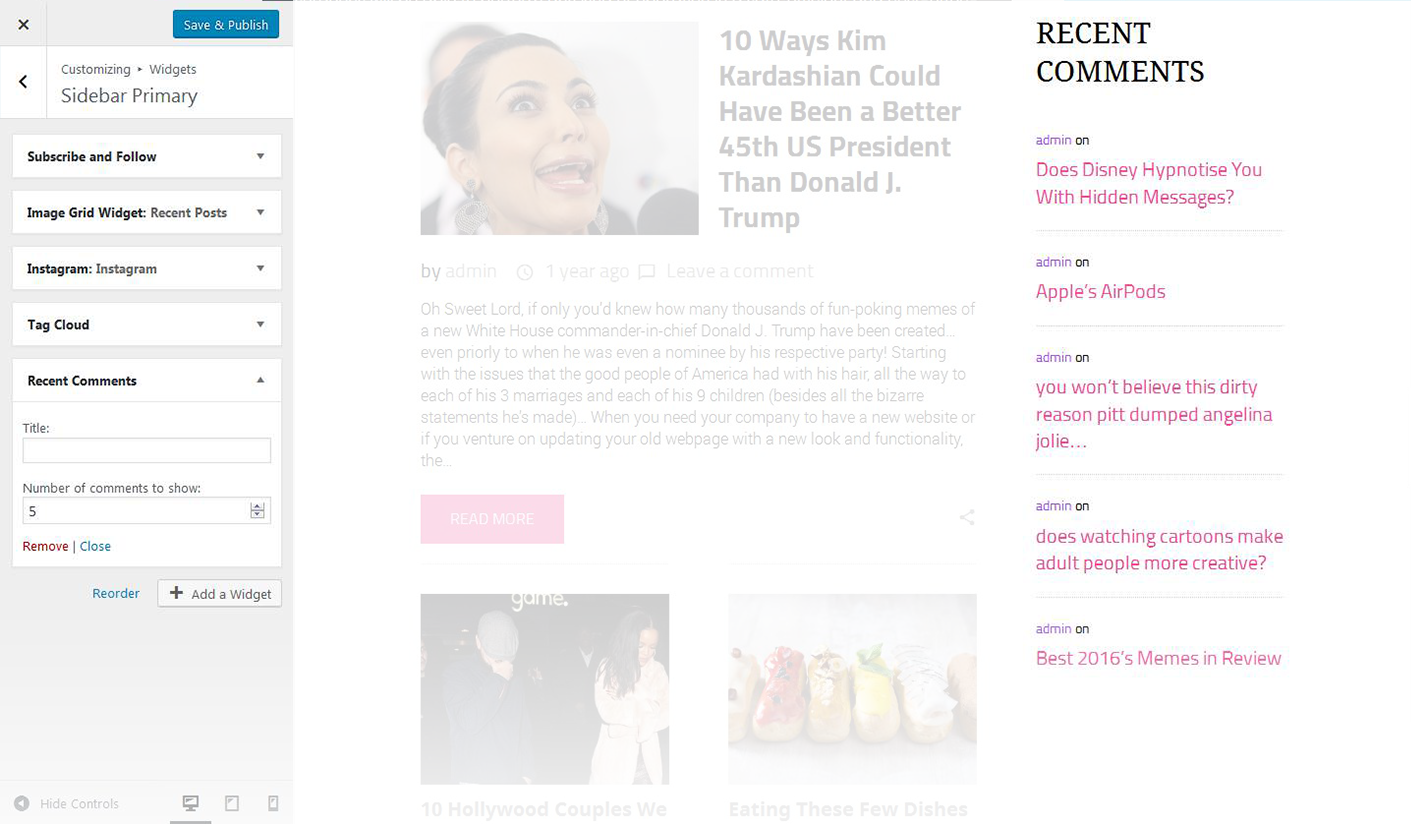 Save & Publish
Customizing ▸ Widgets
Sidebar Primary
Subscribe and Follow
Image Grid Widget: Recent Posts
Instagram: Instagram
Tag Cloud
Recent Comments
Title:
Number of comments to show:
5
Remove | Close
Reorder
Add a Widget
Hide Controls
10 Ways Kim
Kardashian Could
Have Been a Better
45th US President
Than Donald J.
Trump
by admin 1 year ago Leave a comment
Oh Sweet Lord, if only you'd knew how many thousands of fun-poking memes of
a new White House commander-in-chief Donald J. Trump have been created…
even priorly to when he was even a nominee by his respective party! Starting
with the issues that the good people of America had with his hair, all the way to
each of his 3 marriages and each of his 9 children (besides all the bizarre
statements he's made)… When you need your company to have a new website or
if you venture on updating your old webpage with a new look and functionality,
the…
READ MORE
game.
10 Hollywood Couples We
Eating These Few Dishes
RECENT
COMMENTS
admin on
Does Disney Hypnotise You
With Hidden Messages?
admin on
Apple's AirPods
admin on
you won't believe this dirty
reason pitt dumped angelina
jolie…
admin on
does watching cartoons make
adult people more creative?
admin on
Best 2016's Memes in Review